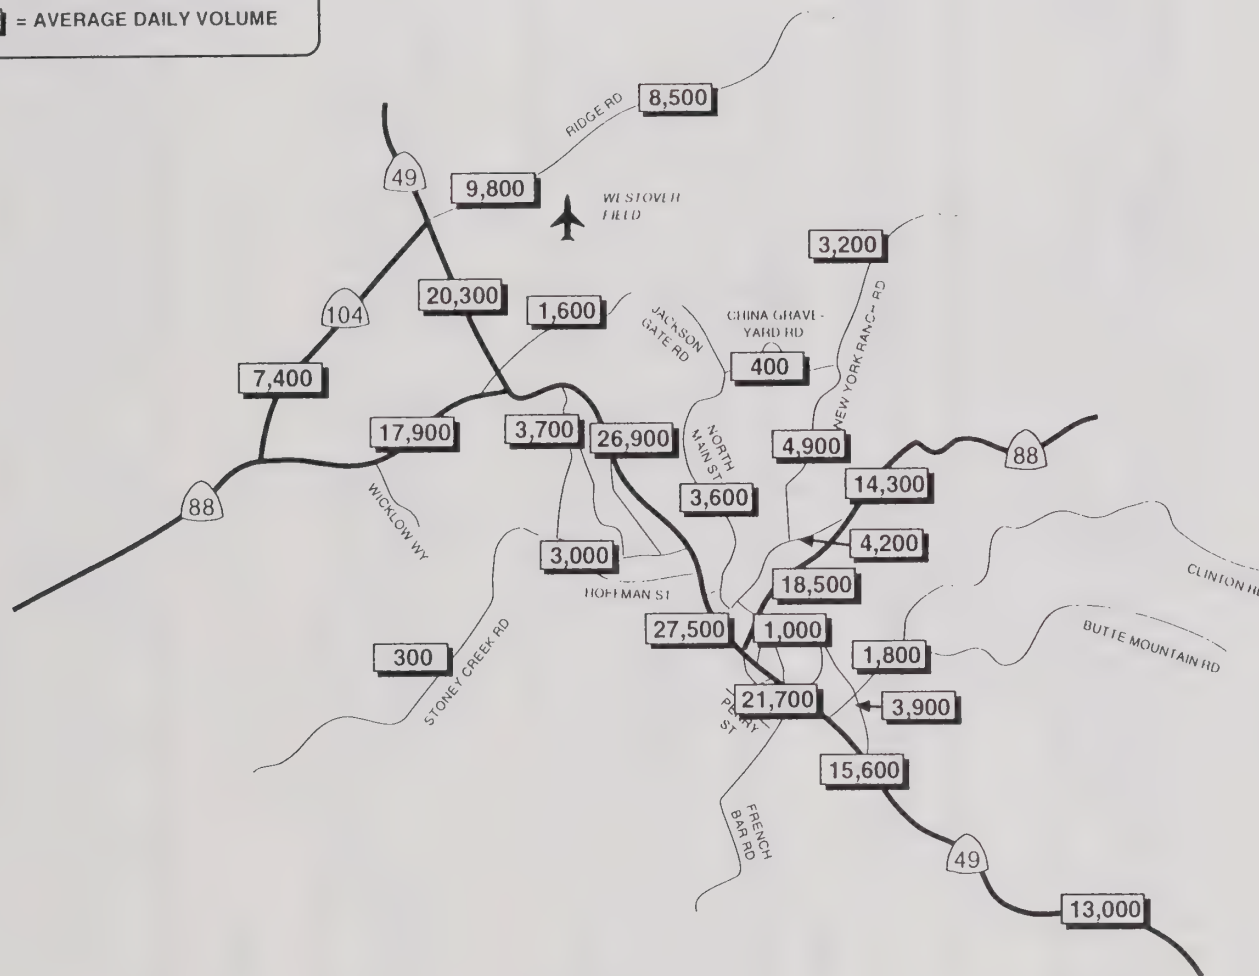 = AVERAGE DAILY VOLUME
8,500
RIDGE RD
49
9,800
WESTOVER
FIELD
3,200
20,300
1,600
104
JACKSON
GATE RD
CHINA GRAVE-
YARD RD
NEW YORK RANCH RD
400
7,400
17,900
3,700
26,900
NORTH
MAIN ST
4,900
88
14,300
88
WICKLOW WY
3,600
3,000
4,200
HOFFMAN ST
18,500
CLINTON
27,500
1,000
BUTTE MOUNTAIN RD
300
STONEY CREEK RD
1,800
21,700
PERRY
ST
3,900
15,600
FRENCH
BAR RD
49
13,000